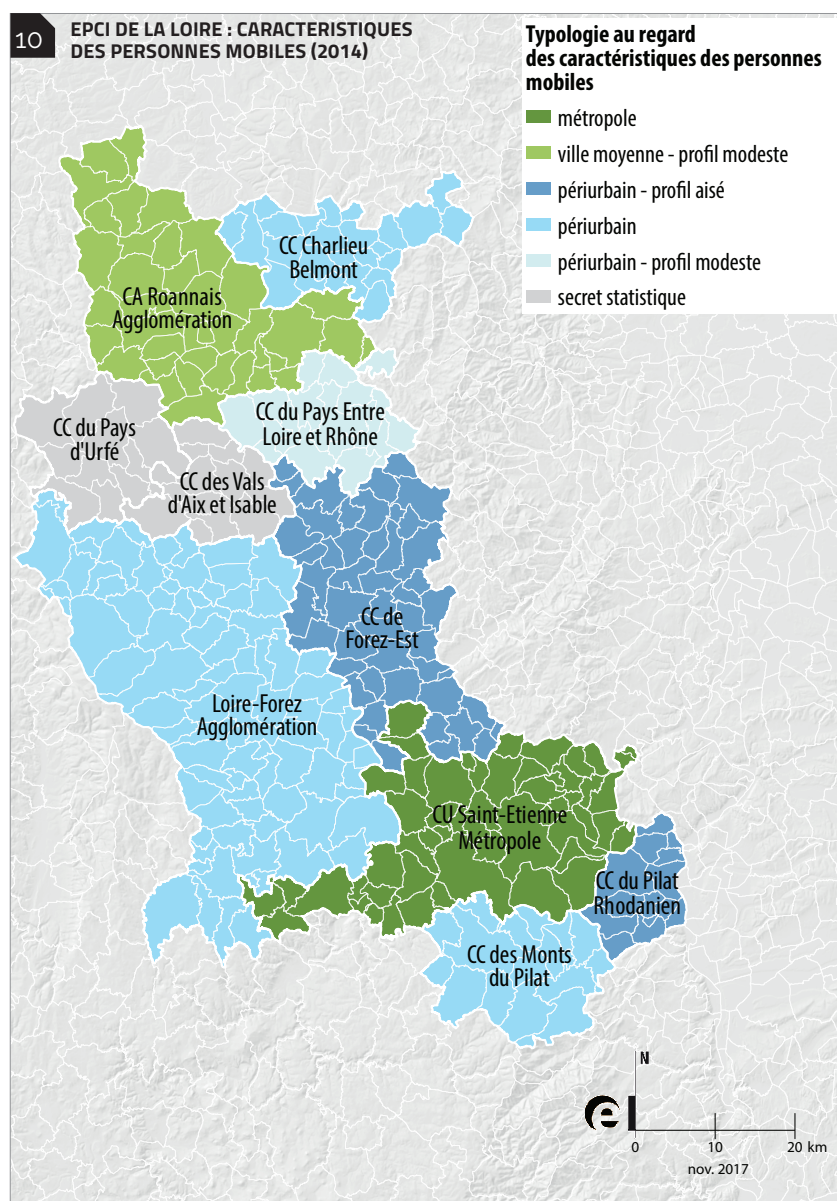 10
EPCI DE LA LOIRE : CARACTERISTIQUES
DES PERSONNES MOBILES (2014)
Typologie au regard
des caractéristiques des personnes
mobiles
métropole
ville moyenne - profil modeste
périurbain - profil aisé
périurbain
périurbain - profil modeste
secret statistique
CC Charlieu
Belmont
CA Roannais
Agglomération
CC du Pays Entre
Loire et Rhône
CC du Pays
d'Urfé
CC des Vals
d'Aix et Isable
CC de
Forez-Est
Loire-Forez
Agglomération
CU Saint-Etienne
Métropole
CC du Pilat
Rhodanien
CC des Monts
du Pilat
N
e
0 10 20 km
nov. 2017